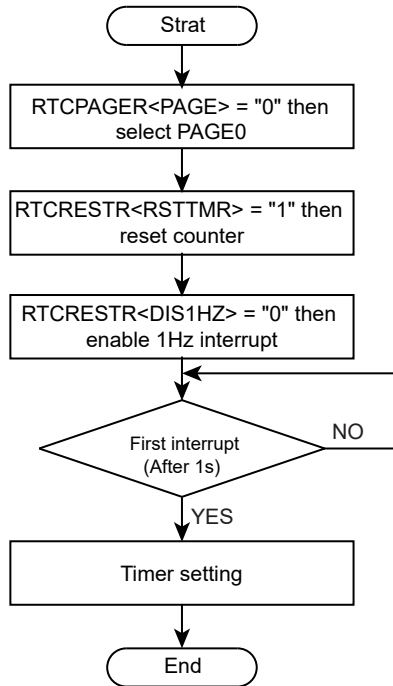 Strat
RTCPAGER<PAGE> = "0" then
select PAGE0
RTCRESTR<RSTTMR> = "1" then
reset counter
RTCRESTR<DIS1HZ> = "0" then
enable 1Hz interrupt
First interrupt
(After 1s)
NO
YES
Timer setting
End